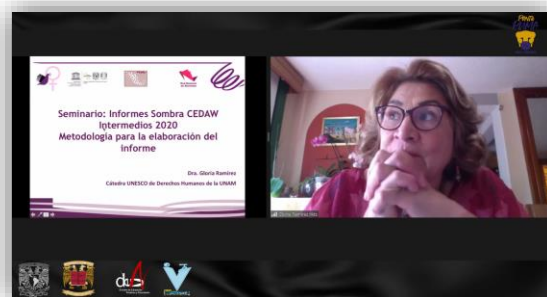 Seminario: Informes Sombra CEDAW
Intermedios 2020
Metodología para la elaboración del
informe
Dra. Gloria Ramírez
Cátedra UNESCO de Derechos Humanos de la UNAM